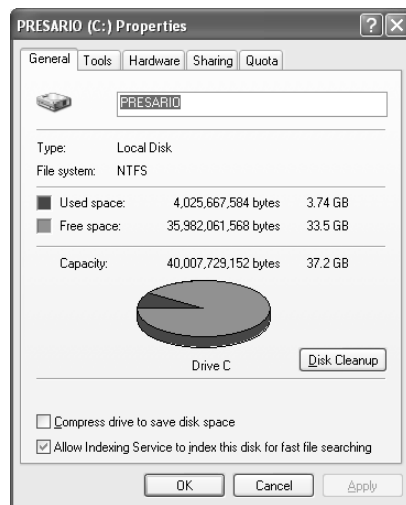 PRESARIO (C:) Properties
General Tools Hardware Sharing Quota
PRESARIO
Type: Local Disk
File system: NTFS
Used space: 4,025,667,584 bytes 3.74 GB
Free space: 35,982,061,568 bytes 33.5 GB
Capacity: 40,007,729,152 bytes 37.2 GB
Drive C Disk Cleanup
Compress drive to save disk space
Allow Indexing Service to index this disk for fast file searching
OK Cancel Apply